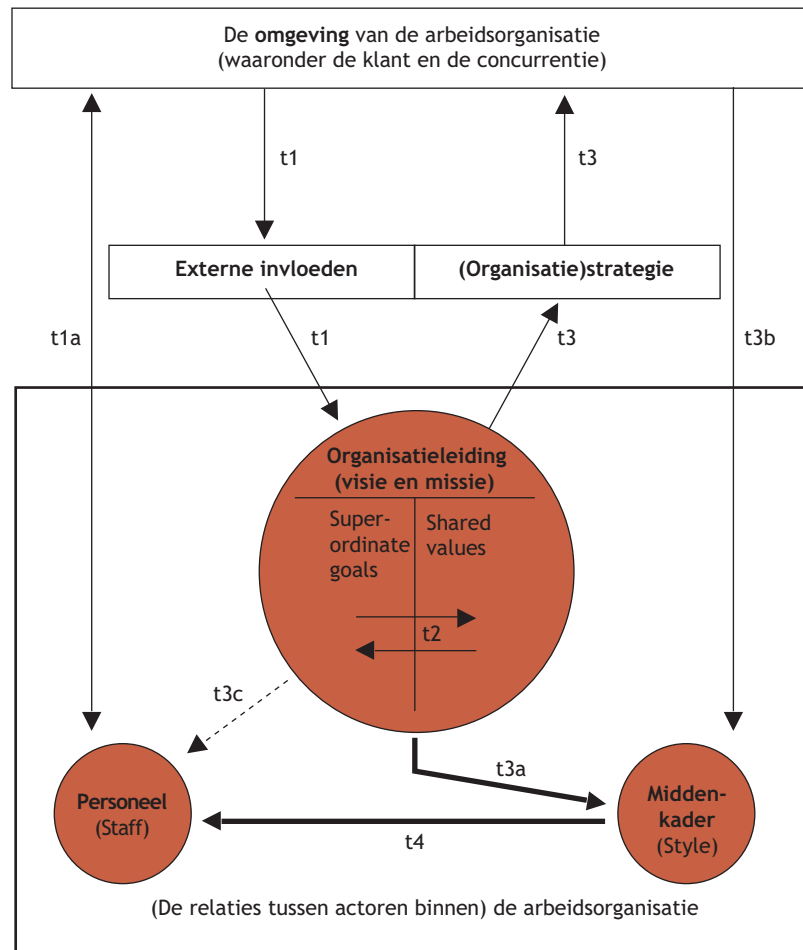 De omgeving van de arbeidsorganisatie
(waaronder de klant en de concurrentie)
t1
t3
Externe invloeden
(Organisatie)strategie
t1a
t1
t3
t3b
Organisatieleiding
(visie en missie)
Super-
ordinate
goals
Shared
values
t2
t3c
t3a
Personeel
(Staff)
Midden-
kader
(Style)
t4
(De relaties tussen actoren binnen) de arbeidsorganisatie